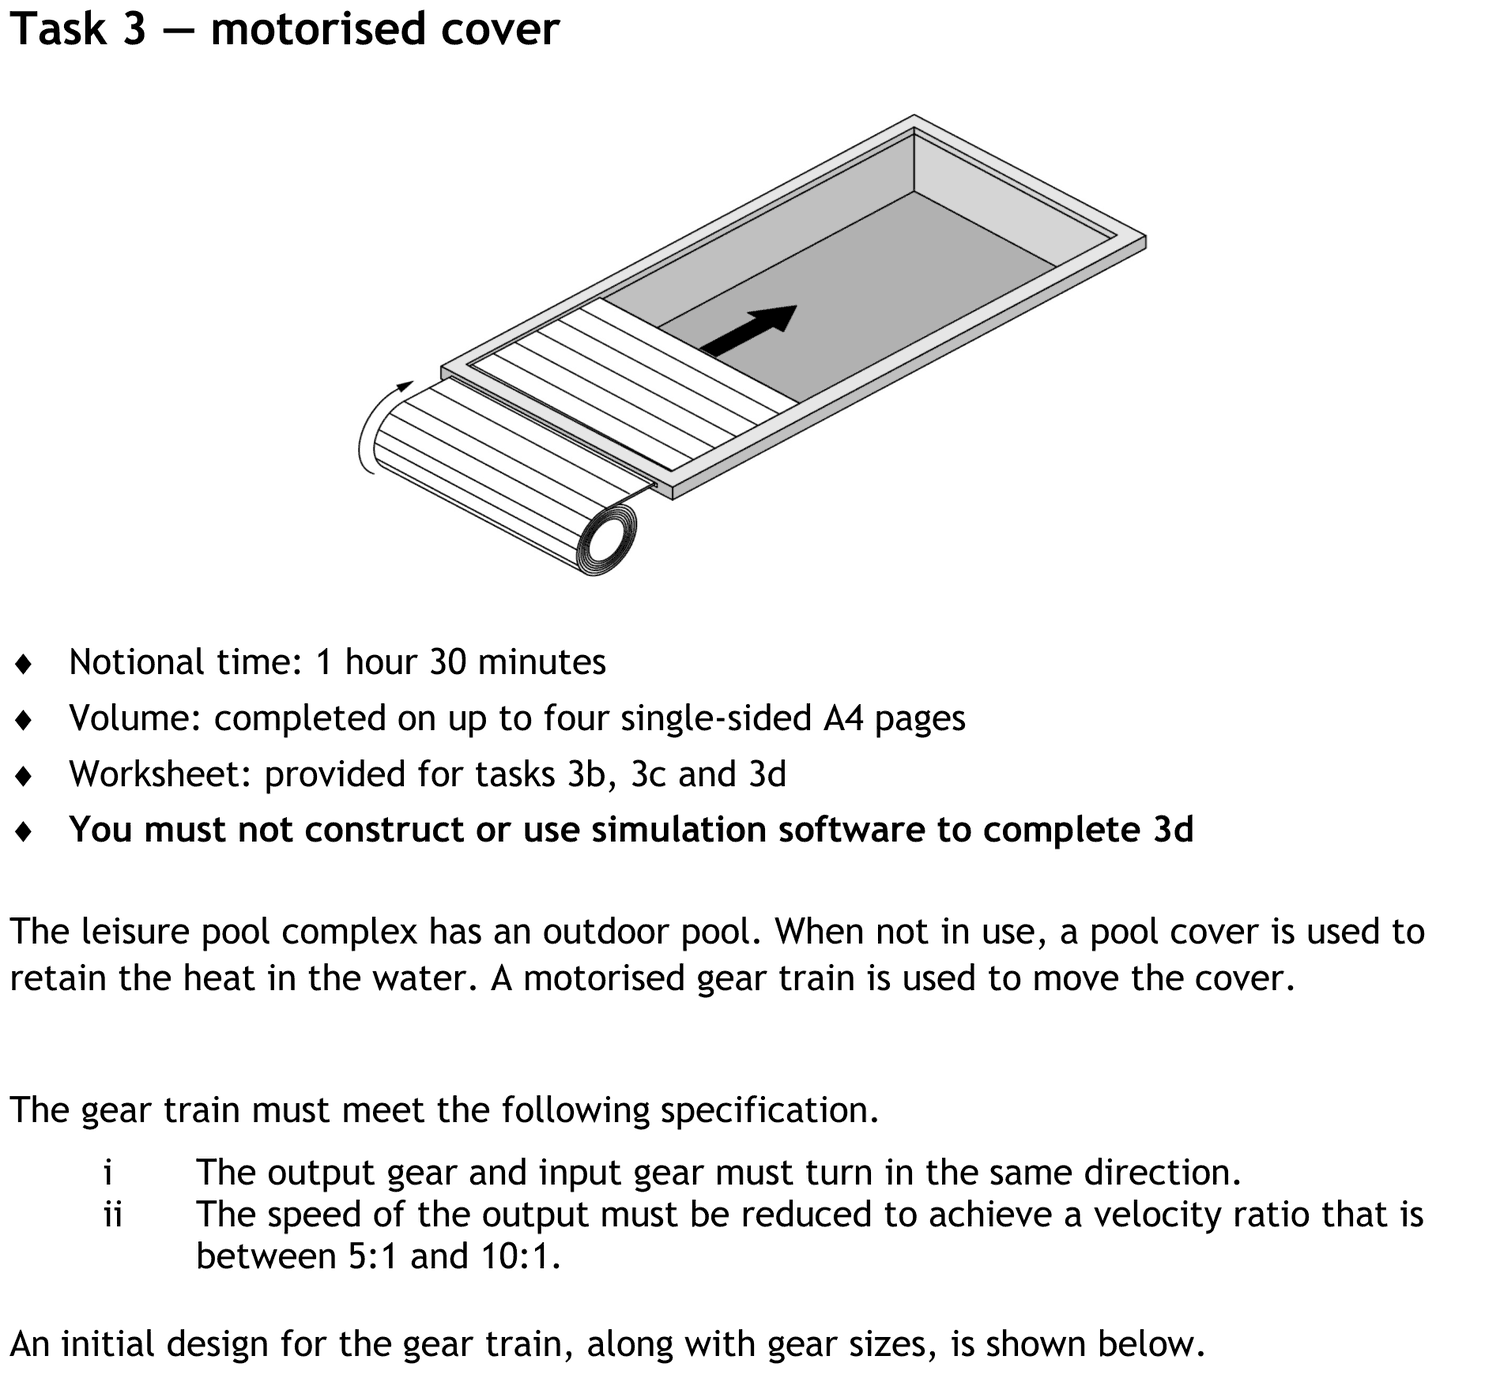 Task 3 — motorised cover
♦ Notional time: 1 hour 30 minutes
♦ Volume: completed on up to four single-sided A4 pages
♦ Worksheet: provided for tasks 3b, 3c and 3d
♦ You must not construct or use simulation software to complete 3d
The leisure pool complex has an outdoor pool. When not in use, a pool cover is used to
retain the heat in the water. A motorised gear train is used to move the cover.
The gear train must meet the following specification.
i The output gear and input gear must turn in the same direction.
ii The speed of the output must be reduced to achieve a velocity ratio that is
between 5:1 and 10:1.
An initial design for the gear train, along with gear sizes, is shown below.